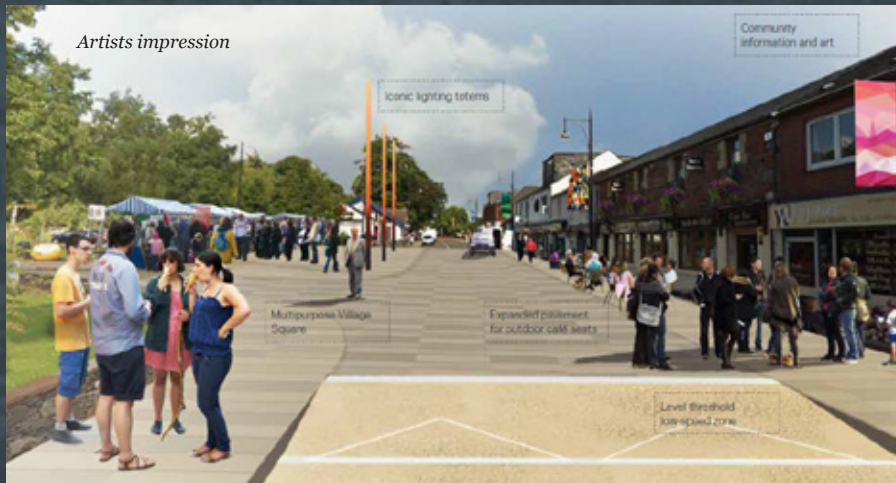 Artists impression
Community
information and art
Iconic lighting totems
Multipurpose Village
Square
Expanded pavement
for outdoor café seats
Level threshold
low-speed zone